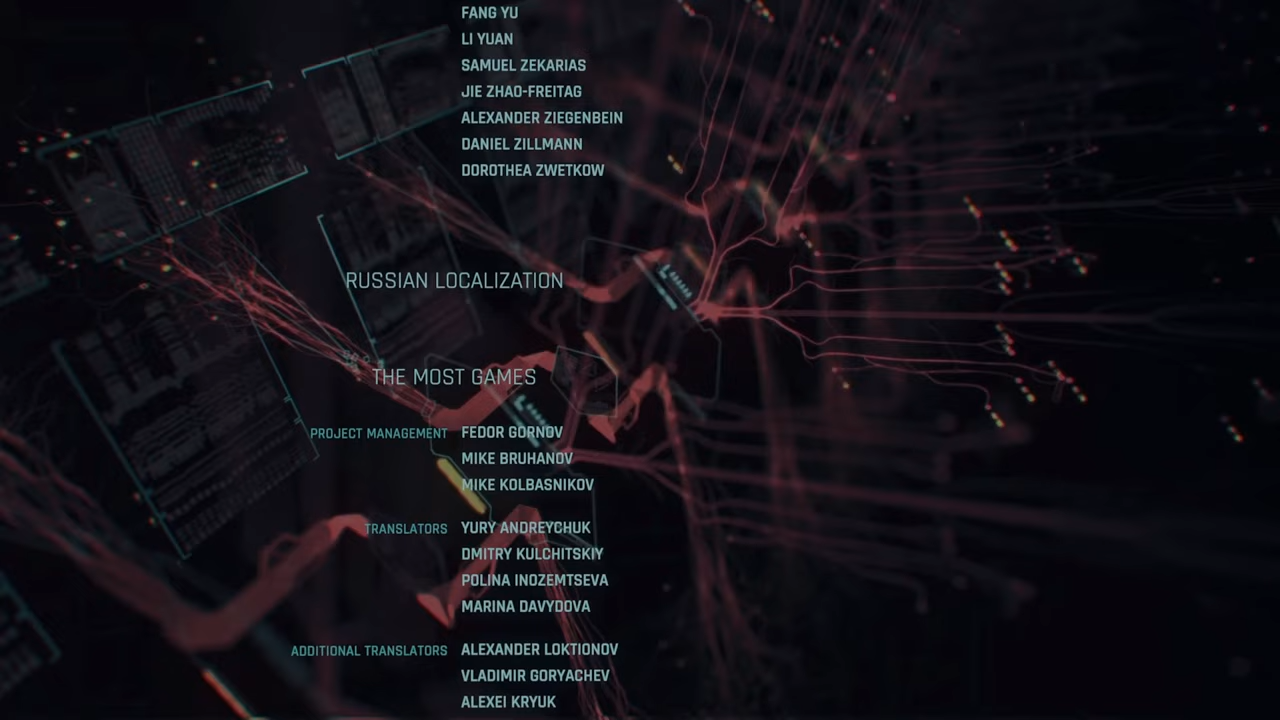 FANG YU
LI YUAN
SAMUEL ZEKARIAS
JIE ZHAO-FREITAG
ALEXANDER ZIEGENBEIN
DANIEL ZILLMANN
DOROTHEA ZWETKOW
RUSSIAN LOCALIZATION
THE MOST GAMES
PROJECT MANAGEMENT FEDOR GORNOV
MIKE BRUHANOV
MIKE KOLBASNIKOV
TRANSLATORS YURY ANDREYCHUK
DMITRY KULCHITSKIY
POLINA INOZEMTSEVA
MARINA DAVYDOVA
ADDITIONAL TRANSLATORS ALEXANDER LOKTIONOV
VLADIMIR GORYACHEV
ALEXEI KRYUK